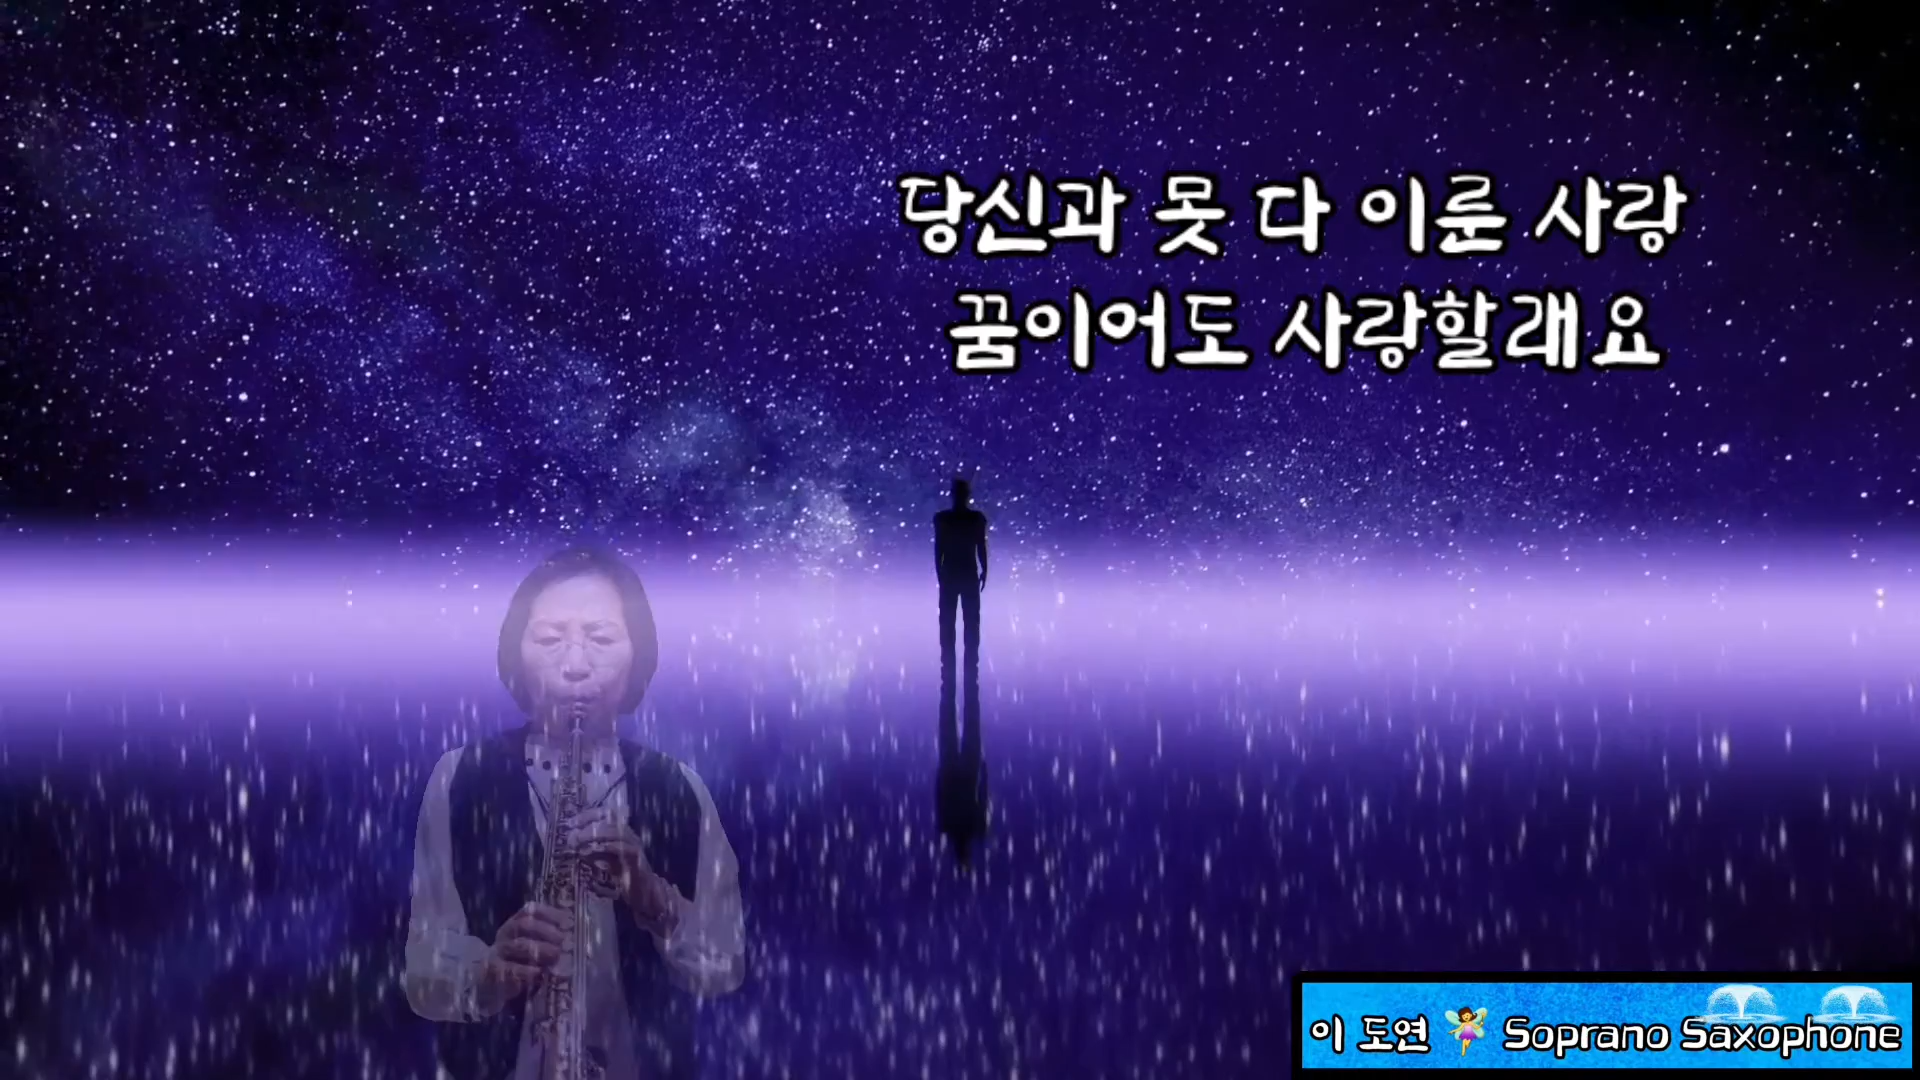 당신과 못 다 이룬 사랑
꿈이어도 사랑할래요
이 도연 🧚 Soprano Saxophone